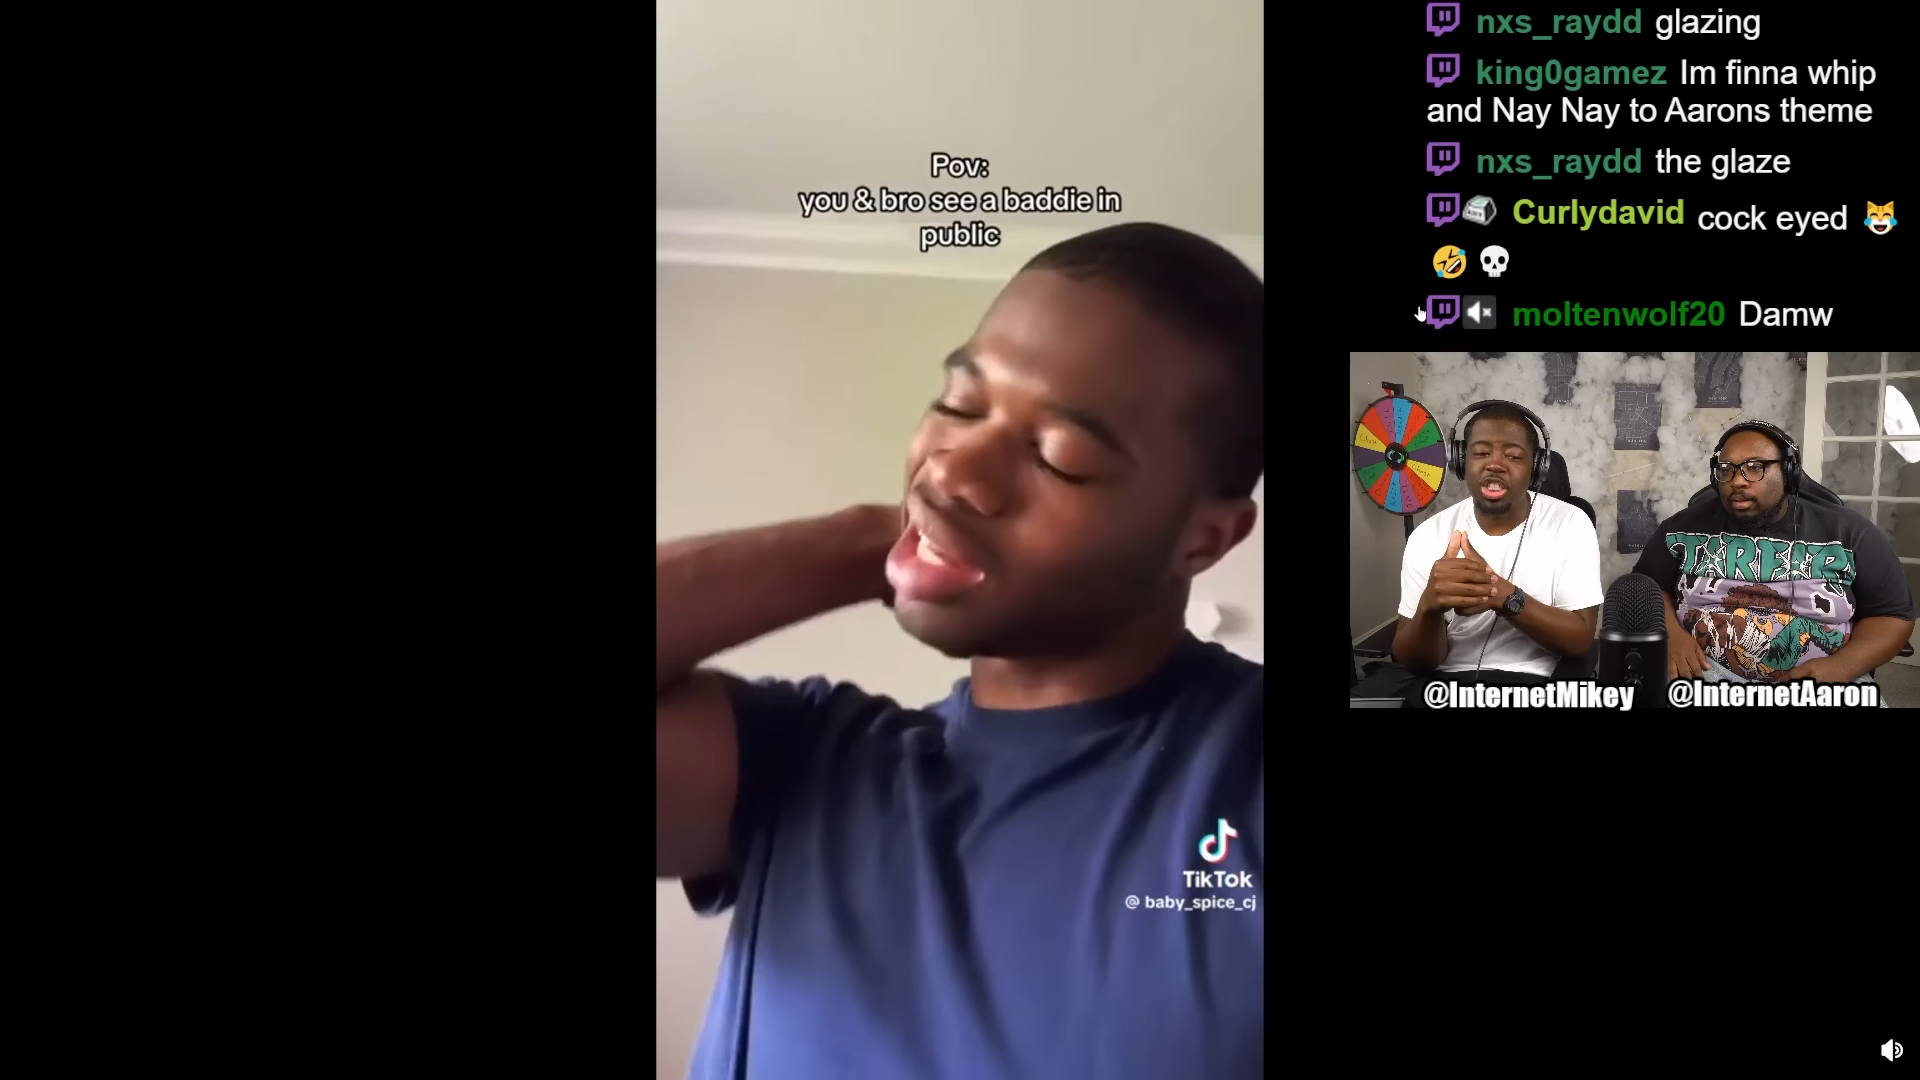 Pov:
you & bro see a baddie in
public
TikTok
@ baby_spice_cj
nxs_raydd glazing
king0gamez Im finna whip
and Nay Nay to Aarons theme
nxs_raydd the glaze
Curlydavid cock eyed 😹
🤣 💀
moltenwolf20 Damw
@InternetMikey @InternetAaron